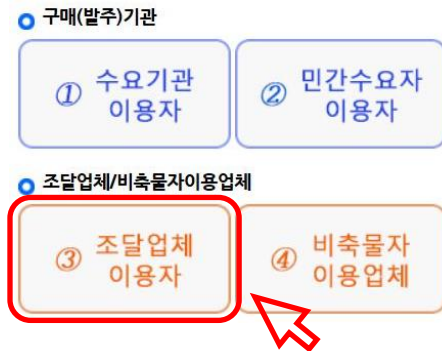 구매(발주)기관
① 수요기관
이용자
② 민간수요자
이용자
조달업체/비축물자이용업체
③ 조달업체
이용자
④ 비축물자
이용업체